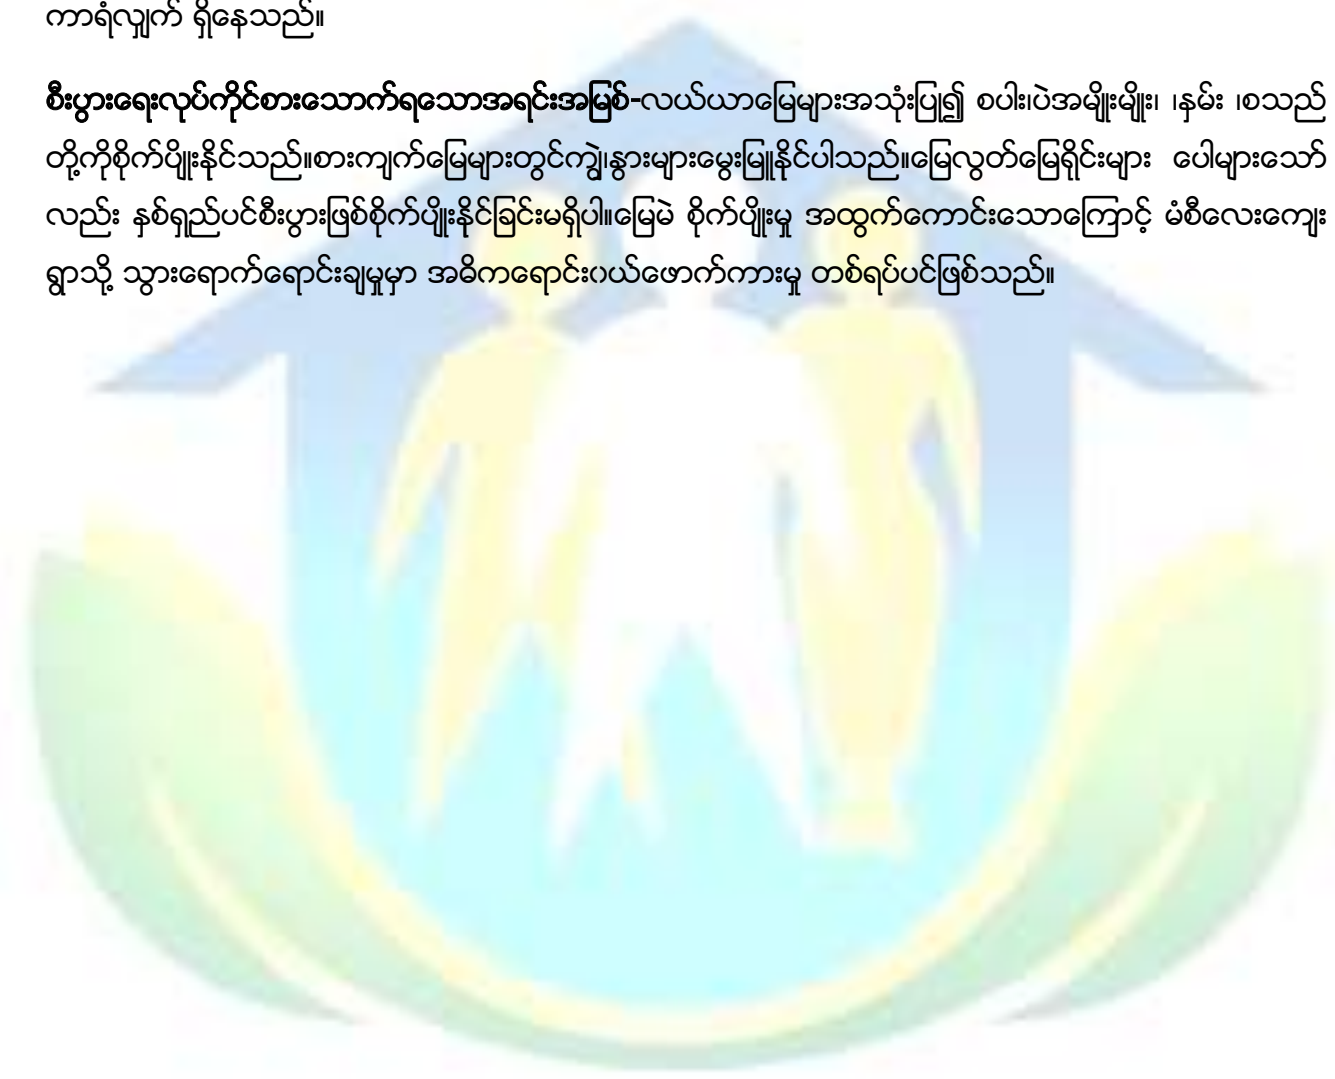 ကာရံလျှက် ရှိနေသည်။
စီးပွားရေးလုပ်ကိုင်စားသောက်ရသောအရင်းအမြစ်-လယ်ယာမြေများအသုံးပြု၍ စပါး၊ပဲအမျိုးမျိုး၊ ၊နှမ်း ၊စသည်
တို့ကိုစိုက်ပျိုးနိုင်သည်။စားကျက်မြေများတွင်ကျွဲ၊နွားများမွေးမြူနိုင်ပါသည်။မြေလွတ်မြေရိုင်းများ ပေါများသော်
လည်း နှစ်ရှည်ပင်စီးပွားဖြစ်စိုက်ပျိုးနိုင်ခြင်းမရှိပါ။မြေမဲ စိုက်ပျိုးမှု အထွက်ကောင်းသောကြောင့် မံစီလေးကျေး
ရွာသို့ သွားရောက်ရောင်းချမှုမှာ အဓိကရောင်း၀ယ်ဖောက်ကားမှု တစ်ရပ်ပင်ဖြစ်သည်။